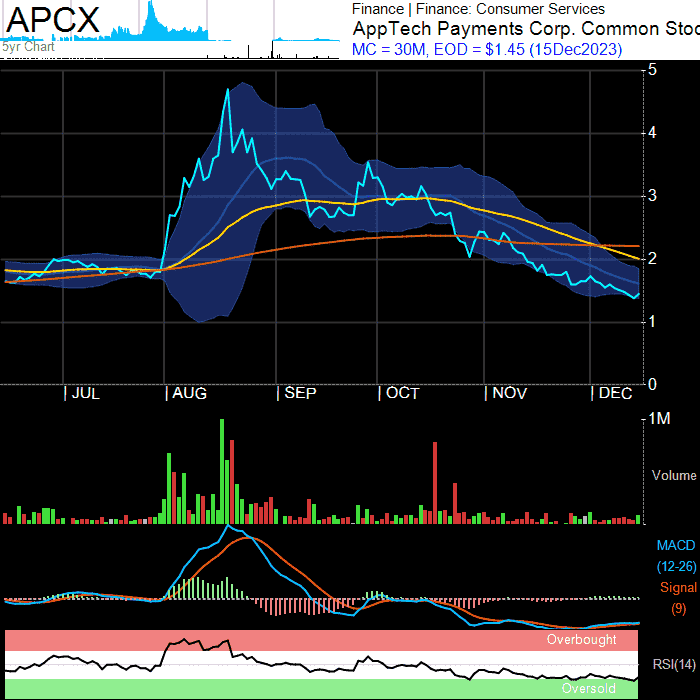 APCX
5yr Chart
Finance | Finance: Consumer Services
AppTech Payments Corp. Common Stoc
MC = 30M, EOD = $1.45 (15Dec2023)
5
4
3
2
1
0
| JUL | AUG | SEP | OCT | NOV | DEC
1M
Volume
MACD
(12-26)
Signal
(9)
Overbought
RSI(14)
Oversold